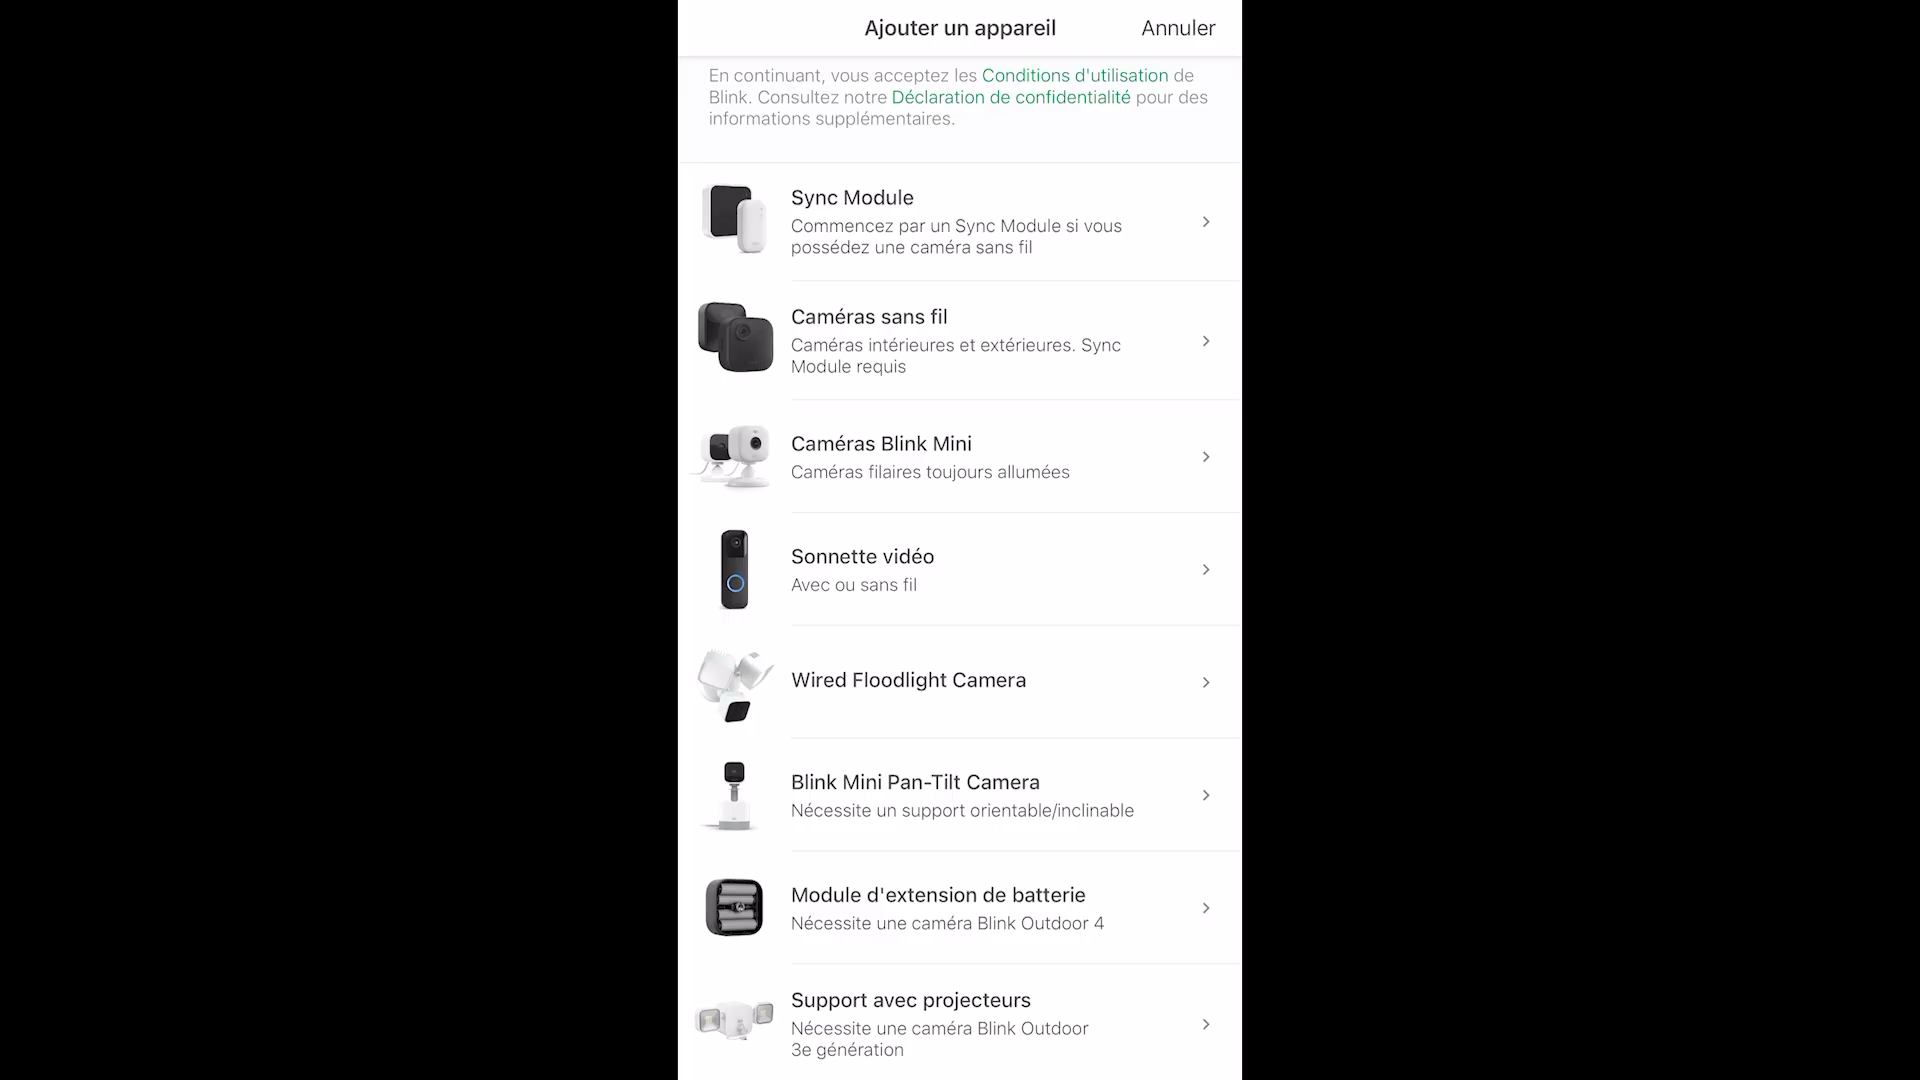 Ajouter un appareil
Annuler
En continuant, vous acceptez les Conditions d'utilisation de
Blink. Consultez notre Déclaration de confidentialité pour des
informations supplémentaires.
Sync Module
Commencez par un Sync Module si vous
possédez une caméra sans fil
Caméras sans fil
Caméras intérieures et extérieures. Sync
Module requis
Caméras Blink Mini
Caméras filaires toujours allumées
Sonnette vidéo
Avec ou sans fil
Wired Floodlight Camera
Blink Mini Pan-Tilt Camera
Nécessite un support orientable/inclinable
Module d'extension de batterie
Nécessite une caméra Blink Outdoor 4
Support avec projecteurs
Nécessite une caméra Blink Outdoor
3e génération